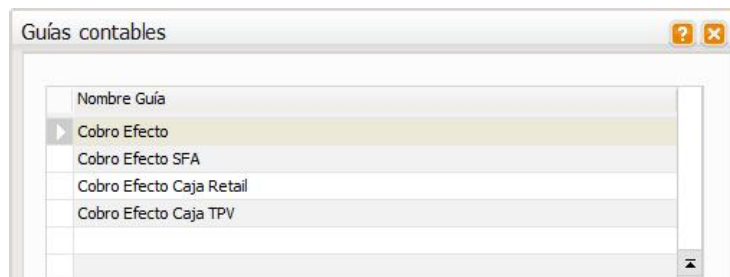 Guías contables
Nombre Guía
Cobro Efecto
Cobro Efecto SFA
Cobro Efecto Caja Retail
Cobro Efecto Caja TPV